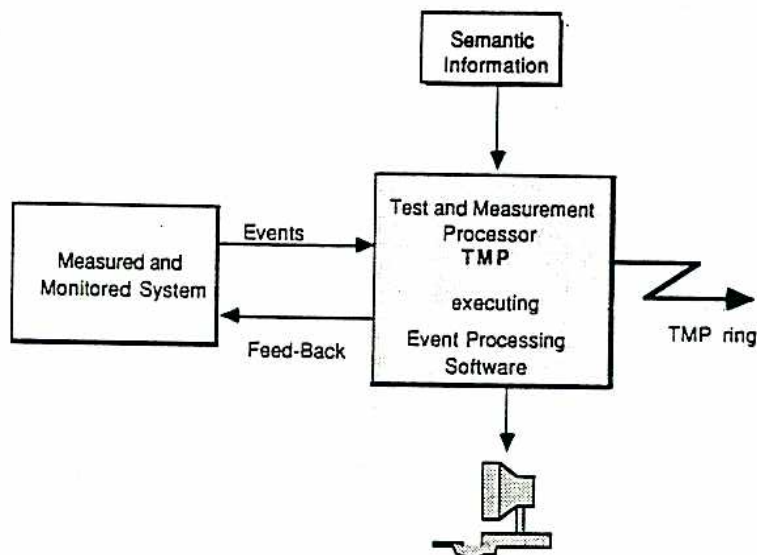 Semantic
Information
Test and Measurement
Processor
TMP
executing
Event Processing
Software
Measured and
Monitored System
Events
Feed-Back
TMP ring